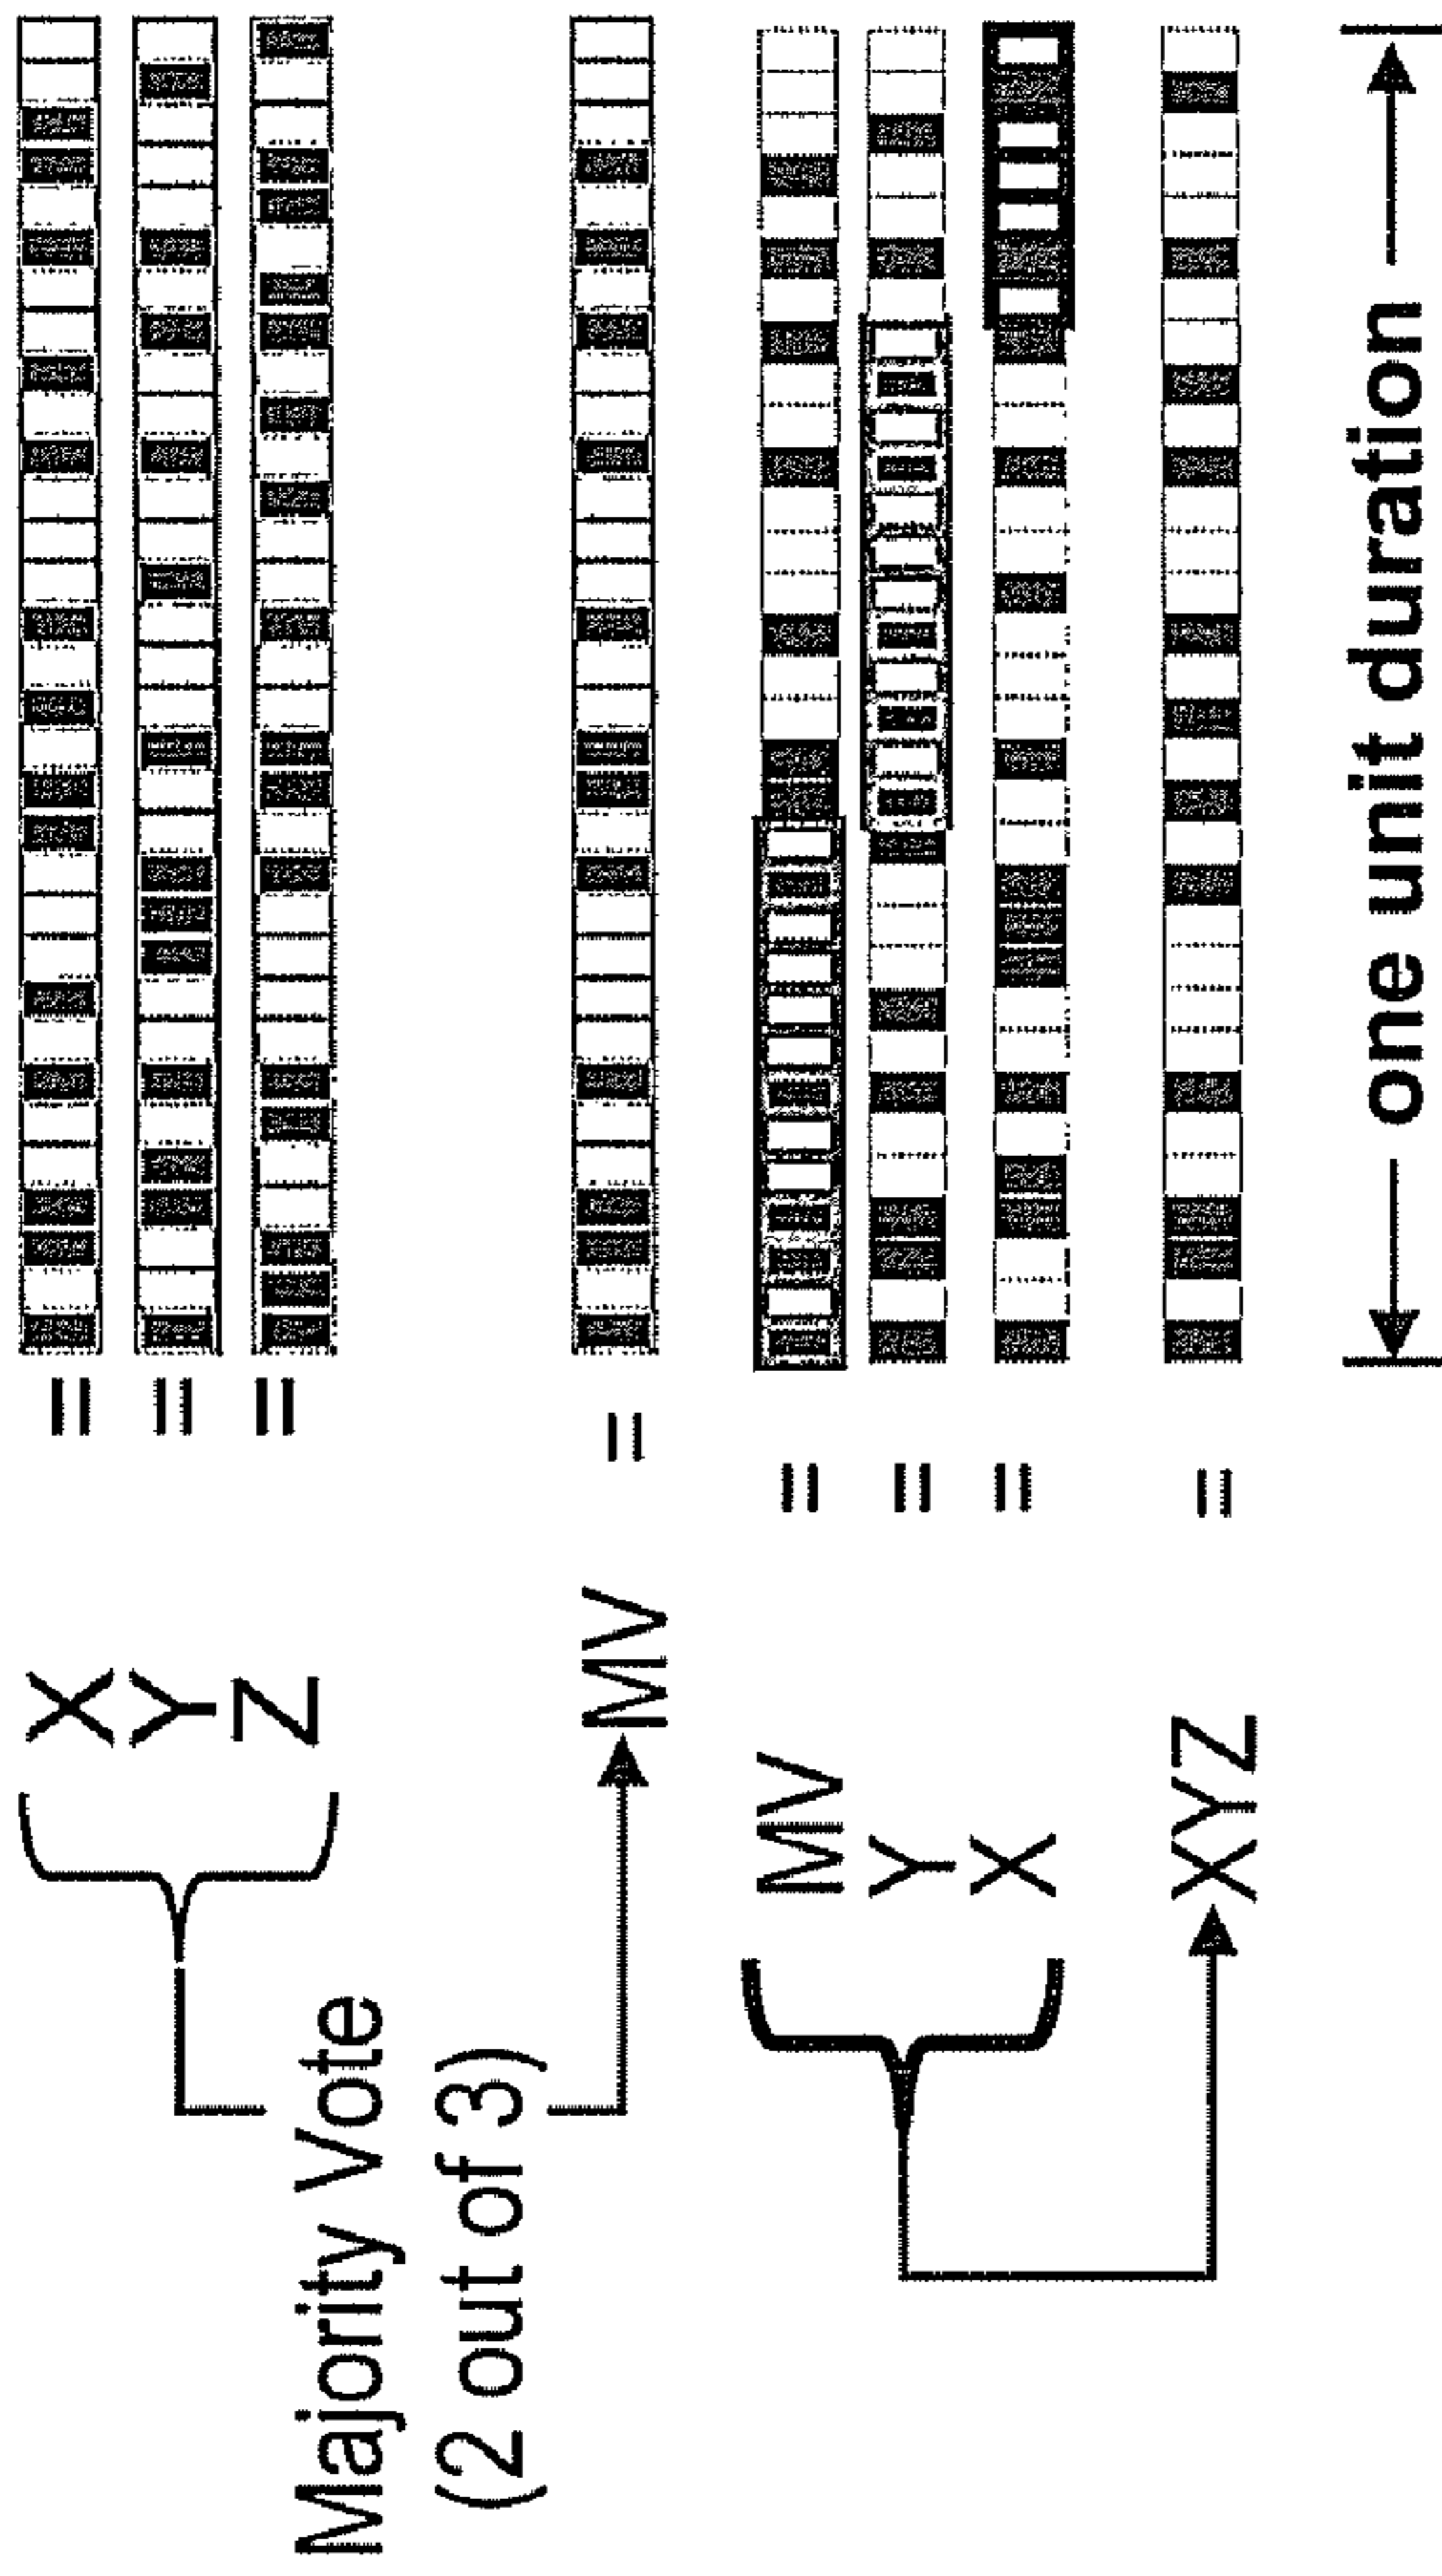 X =
Y =
Z =
Majority Vote
(2 out of 3)
MV =
MV =
Y =
X =
XYZ =
one unit duration